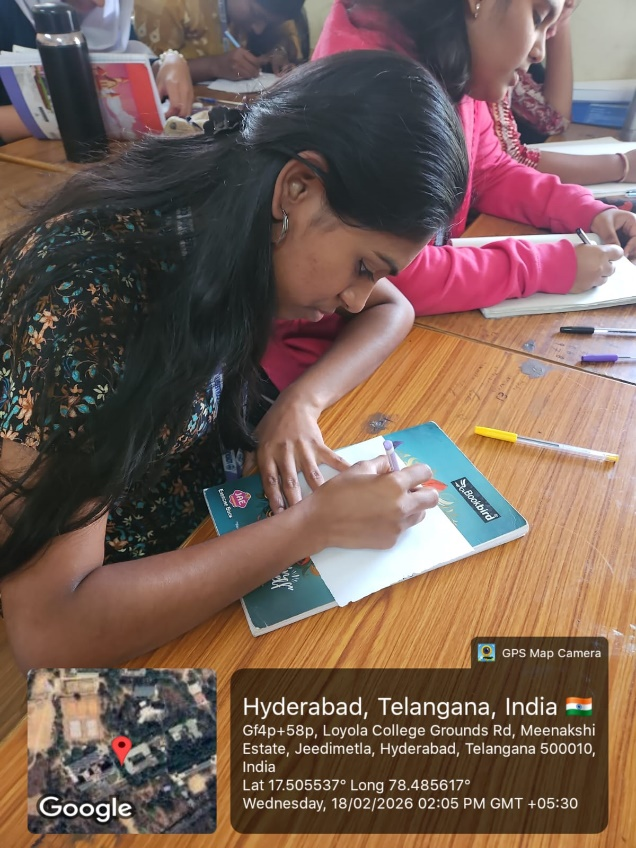 Bookbird
GPS Map Camera
Hyderabad, Telangana, India 🇮🇳
Gf4p+58p, Loyola College Grounds Rd, Meenakshi
Estate, Jeedimetla, Hyderabad, Telangana 500010,
India
Lat 17.505537° Long 78.485617°
Wednesday, 18/02/2026 02:05 PM GMT +05:30
Google